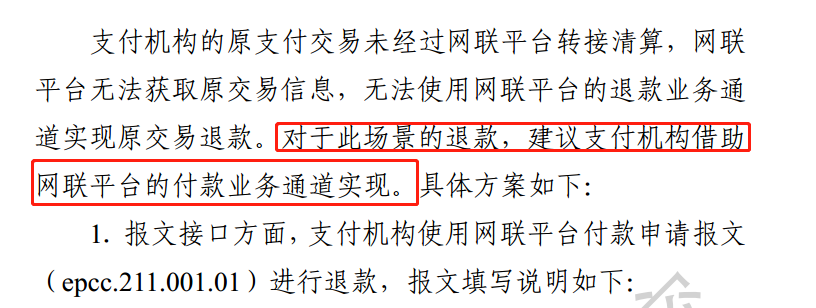 支付机构的原支付交易未经过网联平台转接清算，网联
平台无法获取原交易信息，无法使用网联平台的退款业务通
道实现原交易退款。对于此场景的退款，建议支付机构借助
网联平台的付款业务通道实现。具体方案如下：
1. 报文接口方面，支付机构使用网联平台付款申请报文
（epcc.211.001.01）进行退款，报文填写说明如下：